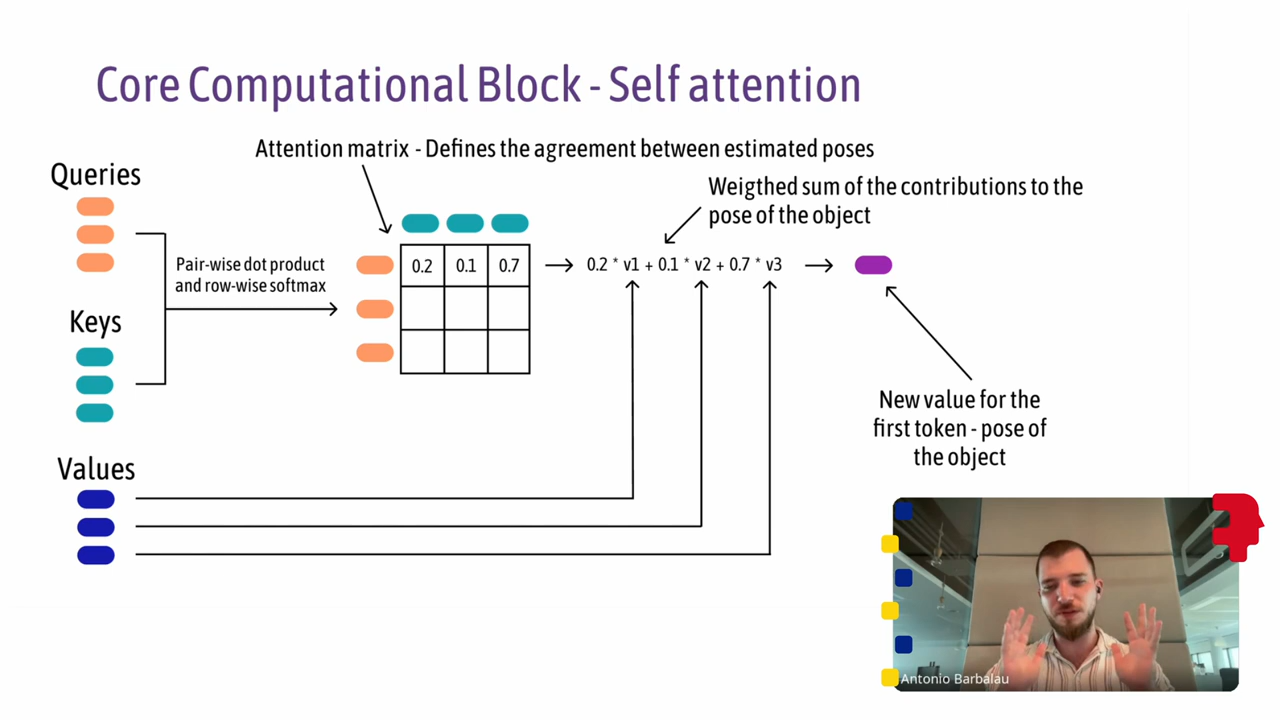 Core Computational Block - Self attention
Attention matrix - Defines the agreement between estimated poses
Queries
Weigthed sum of the contributions to the
pose of the object
Pair-wise dot product
and row-wise softmax
0.2 0.1 0.7
0.2 * v1 + 0.1 * v2 + 0.7 * v3
Keys
New value for the
first token - pose of
the object
Values
Antonio Barbalau